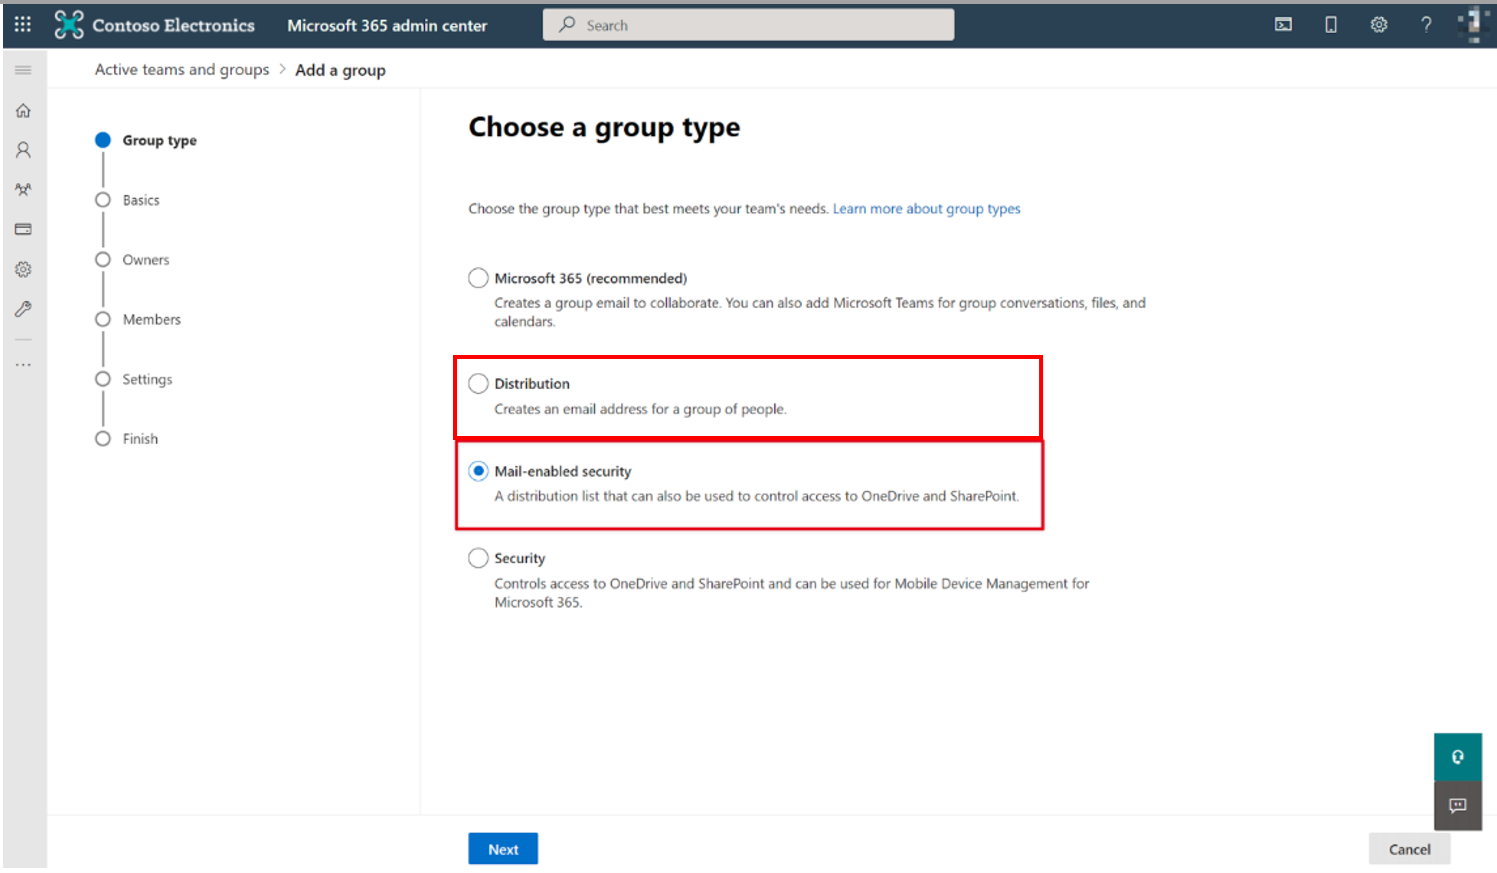 Contoso Electronics
Microsoft 365 admin center
Search
Active teams and groups > Add a group
Group type
Basics
Owners
Members
Settings
Finish
Choose a group type
Choose the group type that best meets your team's needs. Learn more about group types
Microsoft 365 (recommended)
Creates a group email to collaborate. You can also add Microsoft Teams for group conversations, files, and
calendars.
Distribution
Creates an email address for a group of people.
Mail-enabled security
A distribution list that can also be used to control access to OneDrive and SharePoint.
Security
Controls access to OneDrive and SharePoint and can be used for Mobile Device Management for
Microsoft 365.
Next
Cancel